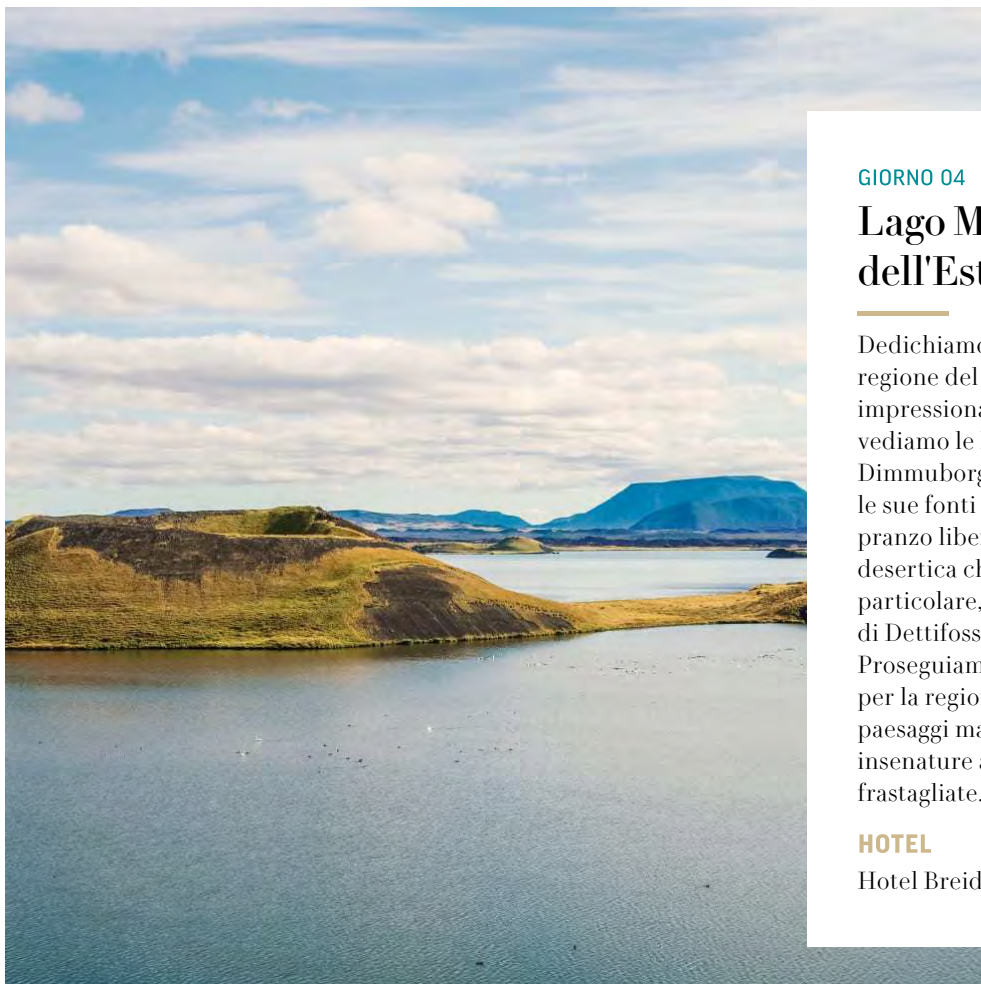 GIORNO 04
Lago M
dell'Est
Dedichiamo
regione del
impressiona
vediamo le
Dimmuborg
le sue fonti
pranzo liber
desertica ch
particolare,
di Dettifoss
Proseguiam
per la regio
paesaggi ma
insenature a
frastagliate.
HOTEL
Hotel Breid